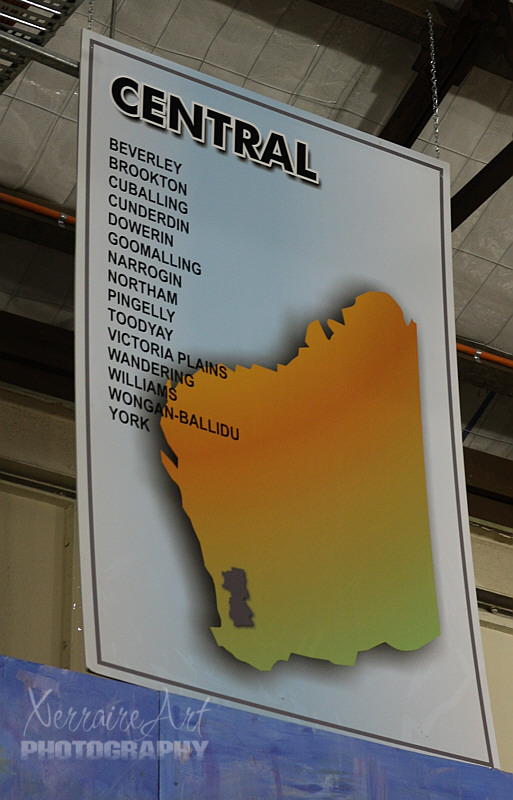 CENTRAL
BEVERLEY
BROOKTON
CUBALLING
CUNDERDIN
DOWERIN
GOOMALLING
NARROGIN
NORTHAM
PINGELLY
TOODYAY
VICTORIA PLAINS
WANDERING
WILLIAMS
WONGAN-BALLIDU
YORK
XerraireArt
PHOTOGRAPHY